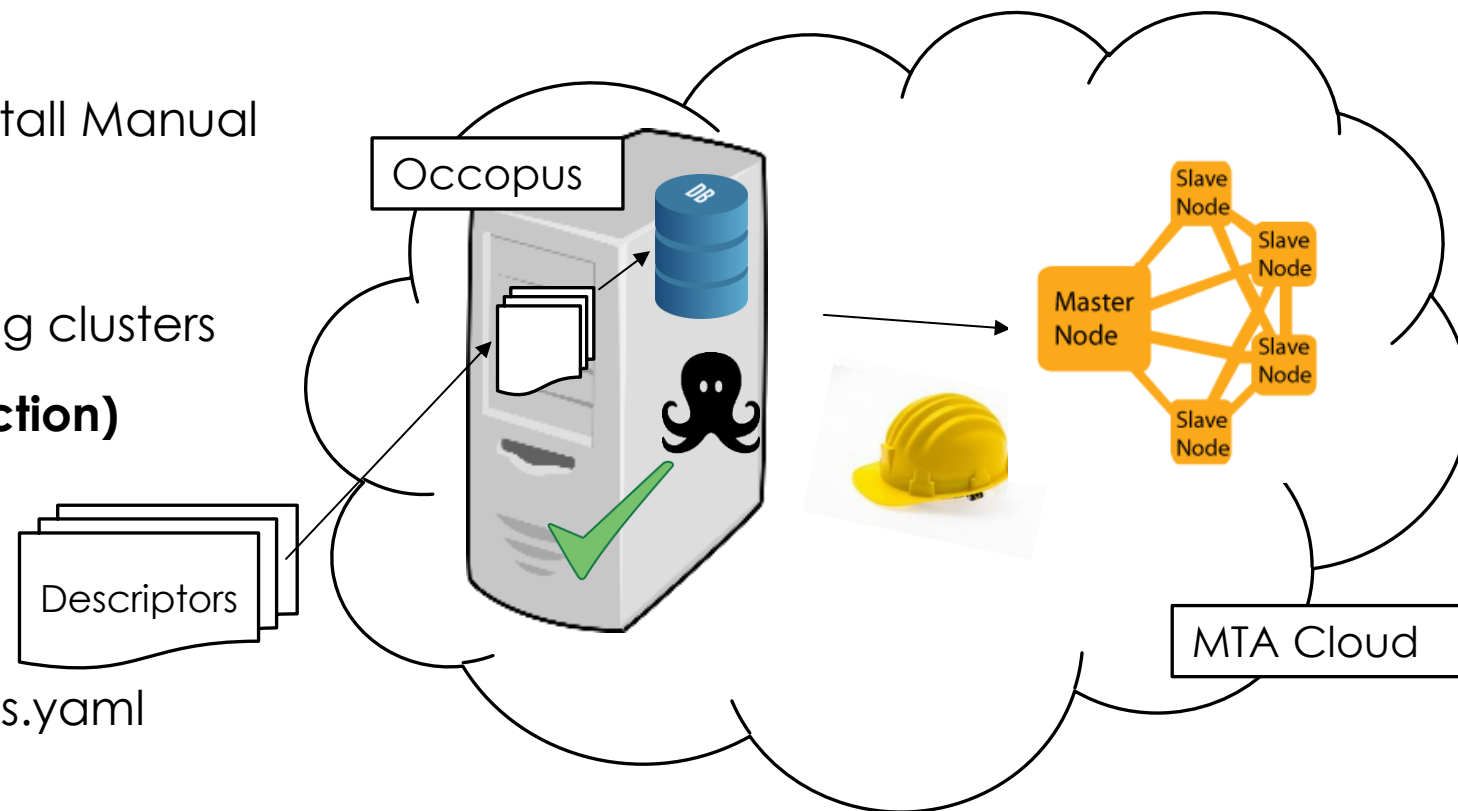 tall Manual
Occopus
DB
g clusters
ction)
Descriptors
s.yaml
Slave
Node
Slave
Node
Master
Node
Slave
Node
Slave
Node
MTA Cloud